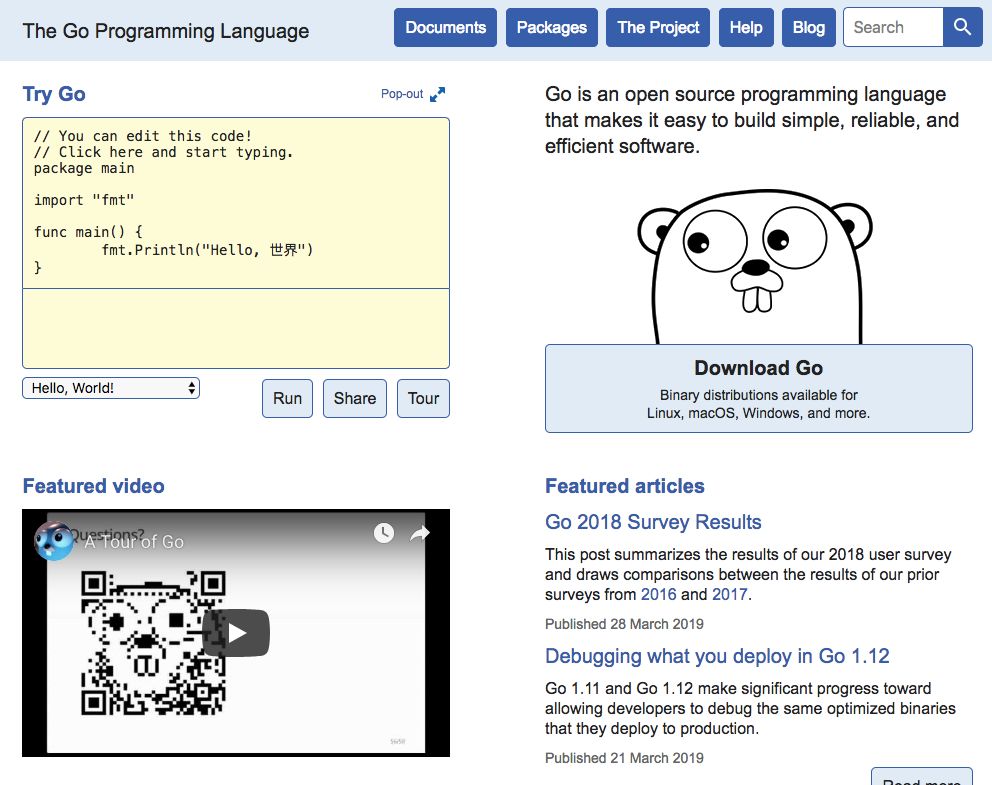 The Go Programming Language
Documents
Packages
The Project
Help
Blog
Search
Try Go
Pop-out
// You can edit this code!
// Click here and start typing.
package main
import "fmt"
func main() {
fmt.Println("Hello, 世界")
}
Hello, World!
Run
Share
Tour
Go is an open source programming language
that makes it easy to build simple, reliable, and
efficient software.
Download Go
Binary distributions available for
Linux, macOS, Windows, and more.
Featured video
Questions?
A Tour of Go
Featured articles
Go 2018 Survey Results
This post summarizes the results of our 2018 user survey
and draws comparisons between the results of our prior
surveys from 2016 and 2017.
Published 28 March 2019
Debugging what you deploy in Go 1.12
Go 1.11 and Go 1.12 make significant progress toward
allowing developers to debug the same optimized binaries
that they deploy to production.
Published 21 March 2019
Read more